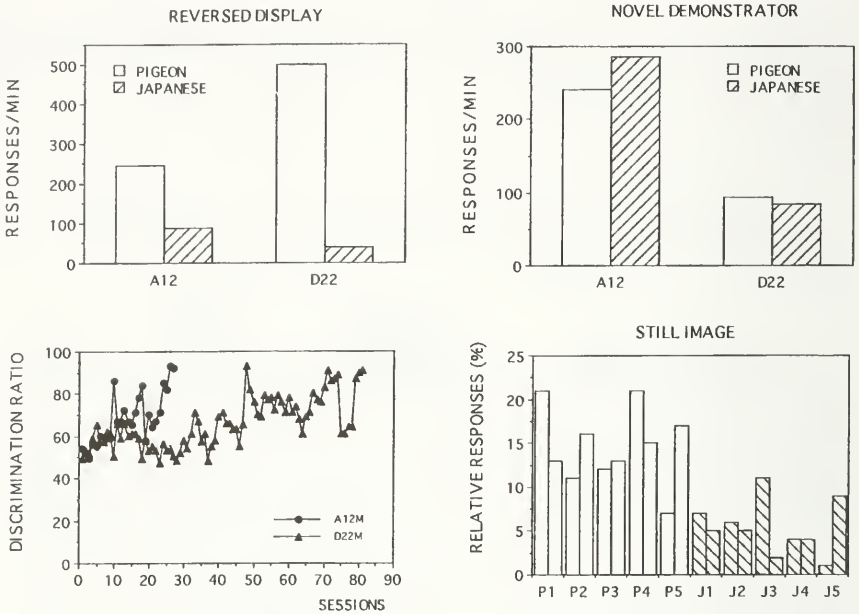 REVERSED DISPLAY
RESPONSES/MIN
500
400
300
200
100
0
PIGEON
JAPANESE
A12 D22
NOVEL DEMONSTRATOR
RESPONSES/MIN
300
200
100
0
PIGEON
JAPANESE
A12 D22
DISCRIMINATION RATIO
100
80
60
40
20
0
A12M
D22M
0 10 20 30 40 50 60 70 80 90
SESSIONS
STILL IMAGE
RELATIVE RESPONSES (%)
25
20
15
10
5
0
P1 P2 P3 P4 P5 J1 J2 J3 J4 J5